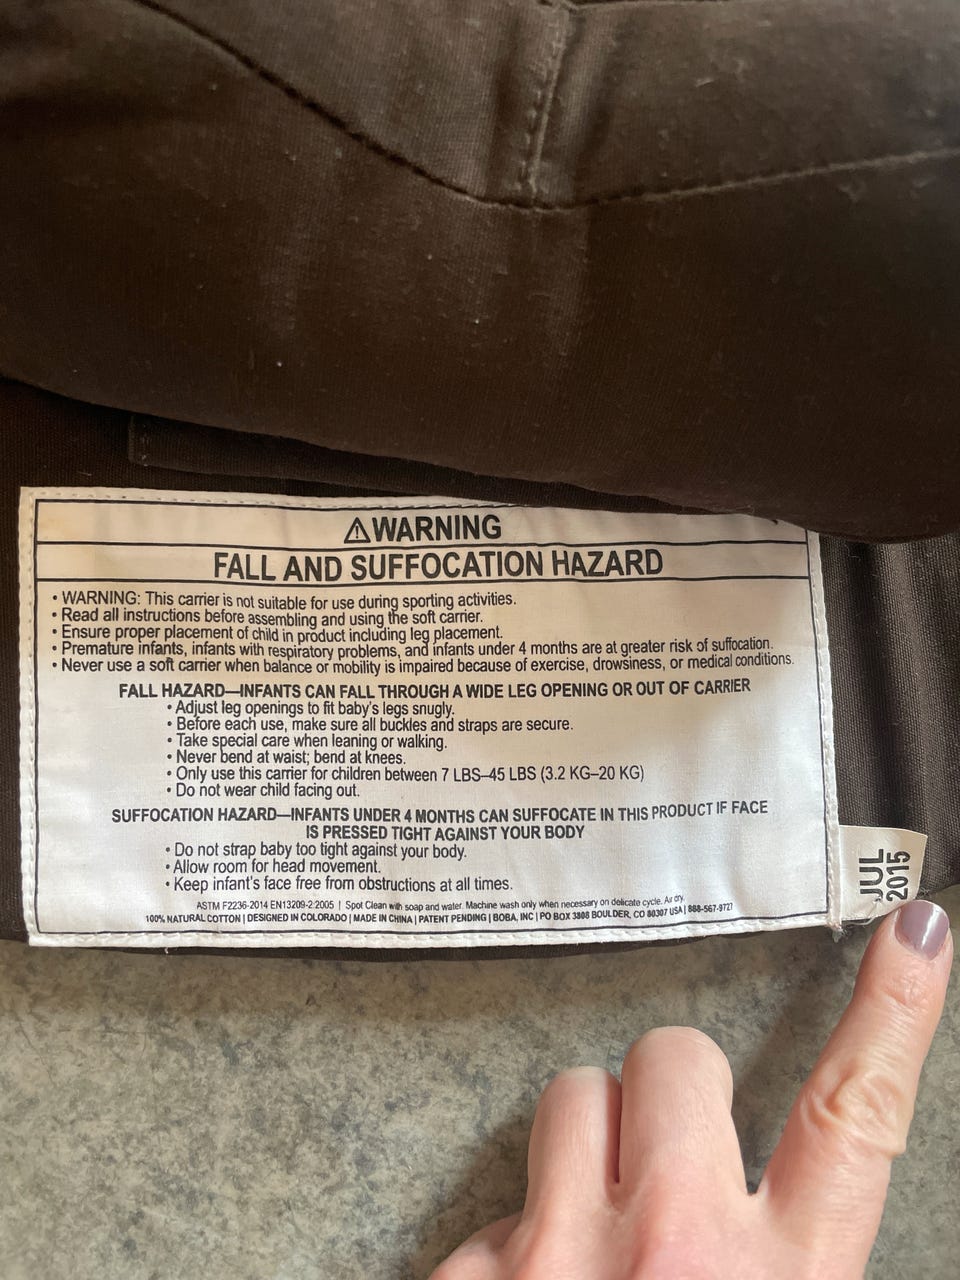 ⚠WARNING
FALL AND SUFFOCATION HAZARD
• WARNING: This carrier is not suitable for use during sporting activities.
• Read all instructions before assembling and using the soft carrier.
• Ensure proper placement of child in product including leg placement.
• Premature infants, infants with respiratory problems, and infants under 4 months are at greater risk of suffocation.
• Never use a soft carrier when balance or mobility is impaired because of exercise, drowsiness, or medical conditions.
FALL HAZARD—INFANTS CAN FALL THROUGH A WIDE LEG OPENING OR OUT OF CARRIER
• Adjust leg openings to fit baby's legs snugly.
• Before each use, make sure all buckles and straps are secure.
• Take special care when leaning or walking.
• Never bend at waist; bend at knees.
• Only use this carrier for children between 7 LBS–45 LBS (3.2 KG–20 KG)
• Do not wear child facing out.
SUFFOCATION HAZARD—INFANTS UNDER 4 MONTHS CAN SUFFOCATE IN THIS PRODUCT IF FACE
IS PRESSED TIGHT AGAINST YOUR BODY
• Do not strap baby too tight against your body.
• Allow room for head movement.
• Keep infant's face free from obstructions at all times.
ASTM F2236-2014 EN13209-2:2005 | Spot Clean with soap and water. Machine wash only when necessary on delicate cycle. Air dry.
100% NATURAL COTTON | DESIGNED IN COLORADO | MADE IN CHINA | PATENT PENDING | BOBA, INC | PO BOX 3808 BOULDER, CO 80307 USA | 888-567-9727
JUL
2015